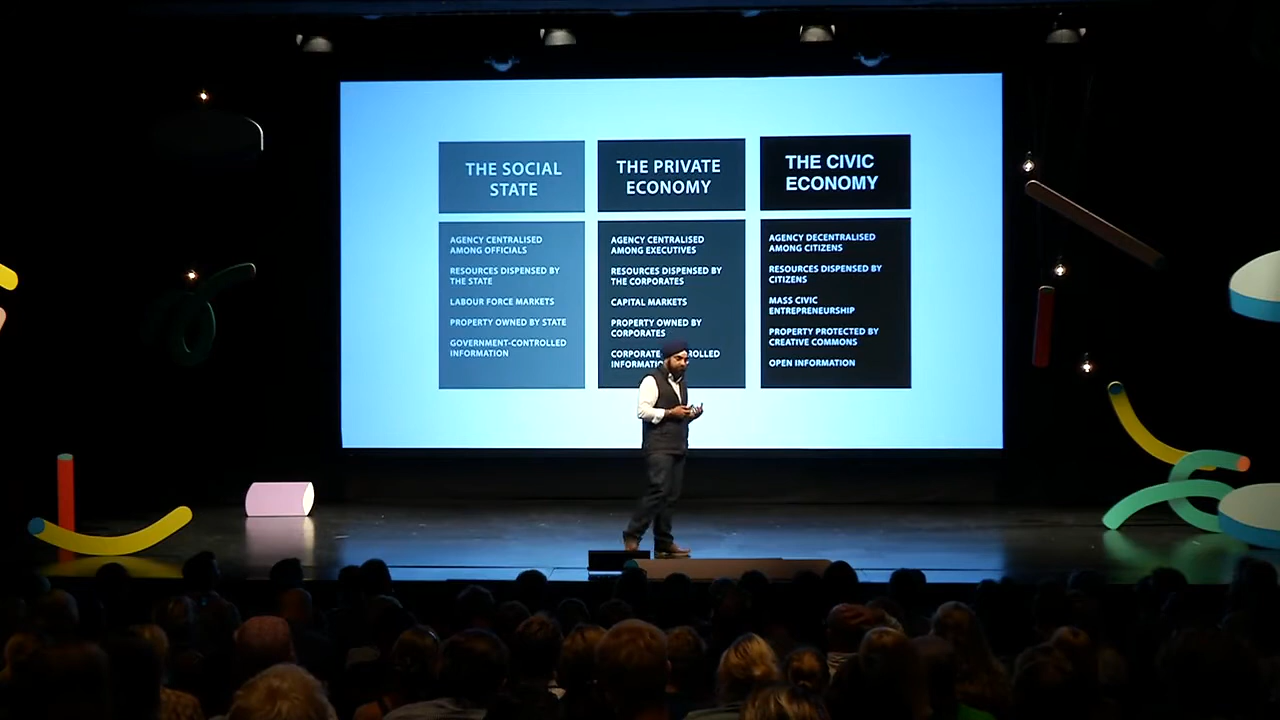 THE SOCIAL
STATE
AGENCY CENTRALISED
AMONG OFFICIALS
RESOURCES DISPENSED BY
THE STATE
LABOUR FORCE MARKETS
PROPERTY OWNED BY STATE
GOVERNMENT-CONTROLLED
INFORMATION
THE PRIVATE
ECONOMY
AGENCY CENTRALISED
AMONG EXECUTIVES
RESOURCES DISPENSED BY
THE CORPORATES
CAPITAL MARKETS
PROPERTY OWNED BY
CORPORATES
THE CIVIC
ECONOMY
AGENCY DECENTRALISED
AMONG CITIZENS
RESOURCES DISPENSED BY
CITIZENS
MASS CIVIC
ENTREPRENEURSHIP
PROPERTY PROTECTED BY
CREATIVE COMMONS
OPEN INFORMATION